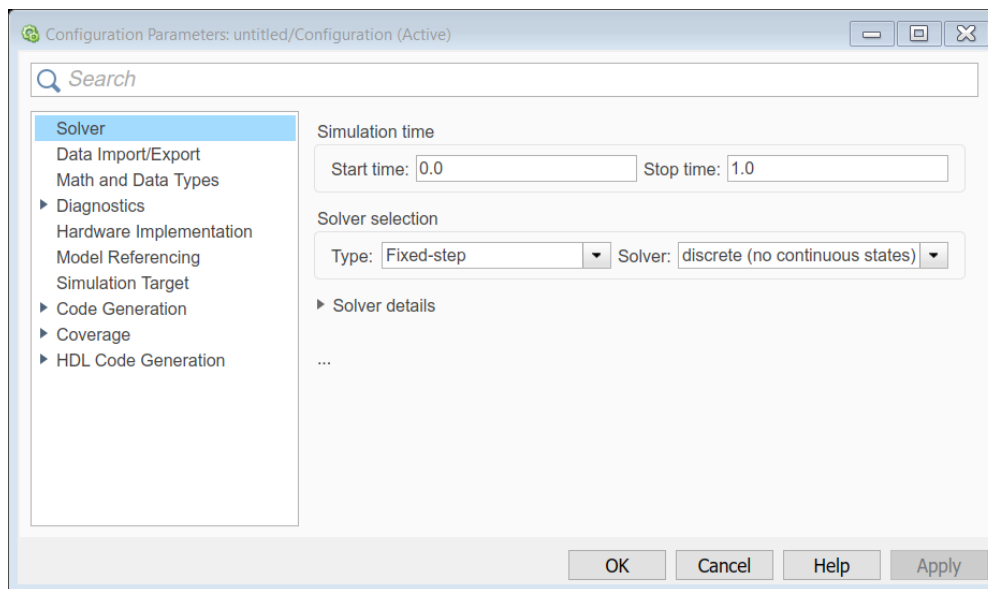 Configuration Parameters: untitled/Configuration (Active)
Search
Solver
Data Import/Export
Math and Data Types
Diagnostics
Hardware Implementation
Model Referencing
Simulation Target
Code Generation
Coverage
HDL Code Generation
Simulation time
Start time: 0.0 Stop time: 1.0
Solver selection
Type: Fixed-step Solver: discrete (no continuous states)
Solver details
...
OK Cancel Help Apply